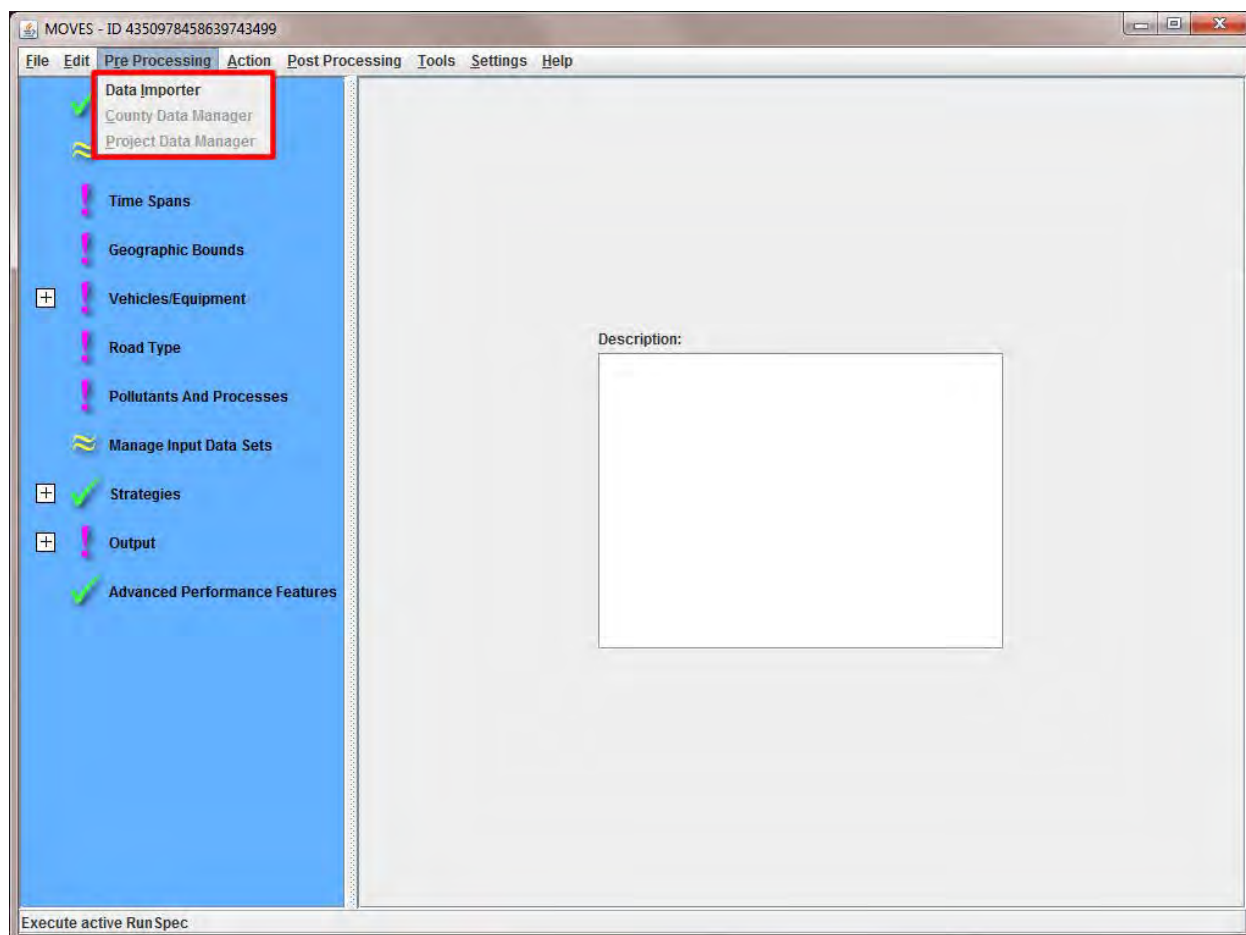 MOVES - ID 4350978458639743499
File Edit Pre Processing Action Post Processing Tools Settings Help
Data Importer
County Data Manager
Project Data Manager
Time Spans
Geographic Bounds
Vehicles/Equipment
Road Type
Description:
Pollutants And Processes
Manage Input Data Sets
Strategies
Output
Advanced Performance Features
Execute active RunSpec